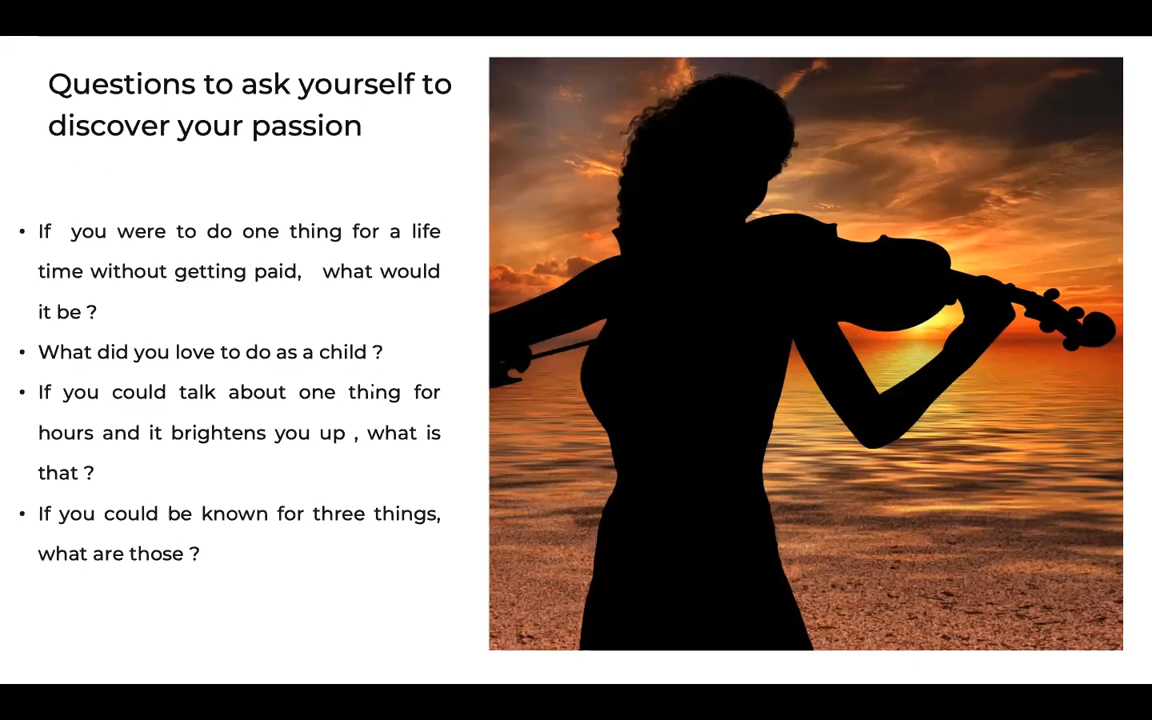 Questions to ask yourself to
discover your passion
• If you were to do one thing for a life
time without getting paid, what would
it be ?
• What did you love to do as a child ?
• If you could talk about one thing for
hours and it brightens you up , what is
that ?
• If you could be known for three things,
what are those ?